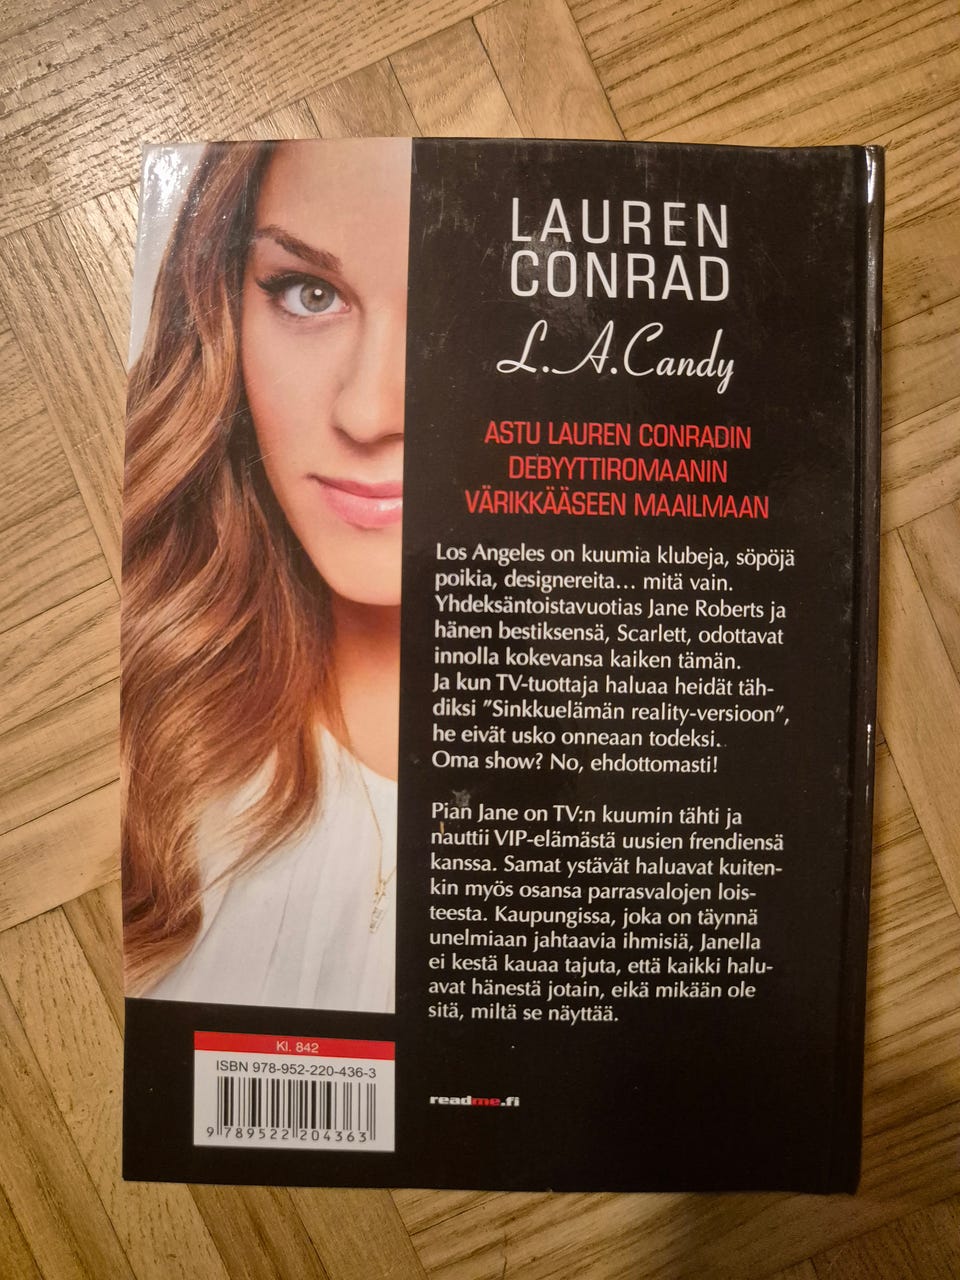 LAUREN
CONRAD
L.A.Candy
ASTU LAUREN CONRADIN
DEBYYTTIROMAANIN
VÄRIKKÄÄSEEN MAAILMAAN
Los Angeles on kuumia klubeja, söpöjä
poikia, designereita... mitä vain.
Yhdeksäntoistavuotias Jane Roberts ja
hänen bestiksensä, Scarlett, odottavat
innolla kokevansa kaiken tämän.
Ja kun TV-tuottaja haluaa heidät täh-
diksi ”Sinkkuelämän reality-versioon”,
he eivät usko onneaan todeksi.
Oma show? No, ehdottomasti!
Pian Jane on TV:n kuumin tähti ja
nauttii VIP-elämästä uusien frendiensä
kanssa. Samat ystävät haluavat kuiten-
kin myös osansa parrasvalojen lois-
teesta. Kaupungissa, joka on täynnä
unelmiaan jahtaavia ihmisiä, Janella
ei kestä kauaa tajuta, että kaikki halu-
avat hänestä jotain, eikä mikään ole
sitä, miltä se näyttää.
Kl. 842
ISBN 978-952-220-436-3
9 789522 204363
readme.fi